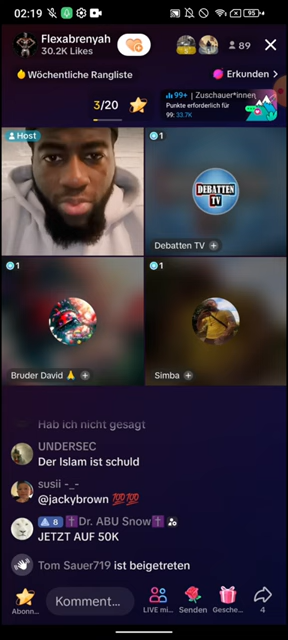 02:19
95
Flexabrenyah
30.2K Likes
89
Wöchentliche Rangliste
Erkunden >
3/20
99+ | Zuschauer*innen
Punkte erforderlich für
99: 33.7K
Host
1
DEBATTEN
TV
Debatten TV +
1
Bruder David 🙏 +
1
Simba +
Hab ich nicht gesagt
UNDERSEC
Der Islam ist schuld
susii -_-
@jackybrown 💯💯
8 ✝️Dr. ABU Snow✝️
JETZT AUF 50K
👋 Tom Sauer719 ist beigetreten
Abonn...
Komment...
LIVE mi...
Senden
Gesche...
4